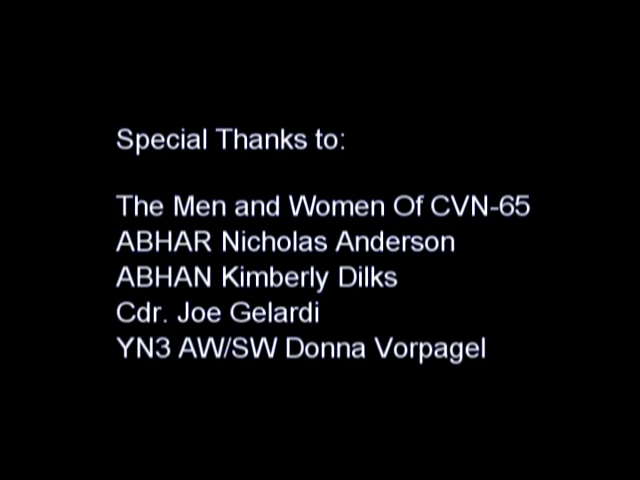 Special Thanks to:
The Men and Women Of CVN-65
ABHAR Nicholas Anderson
ABHAN Kimberly Dilks
Cdr. Joe Gelardi
YN3 AW/SW Donna Vorpagel